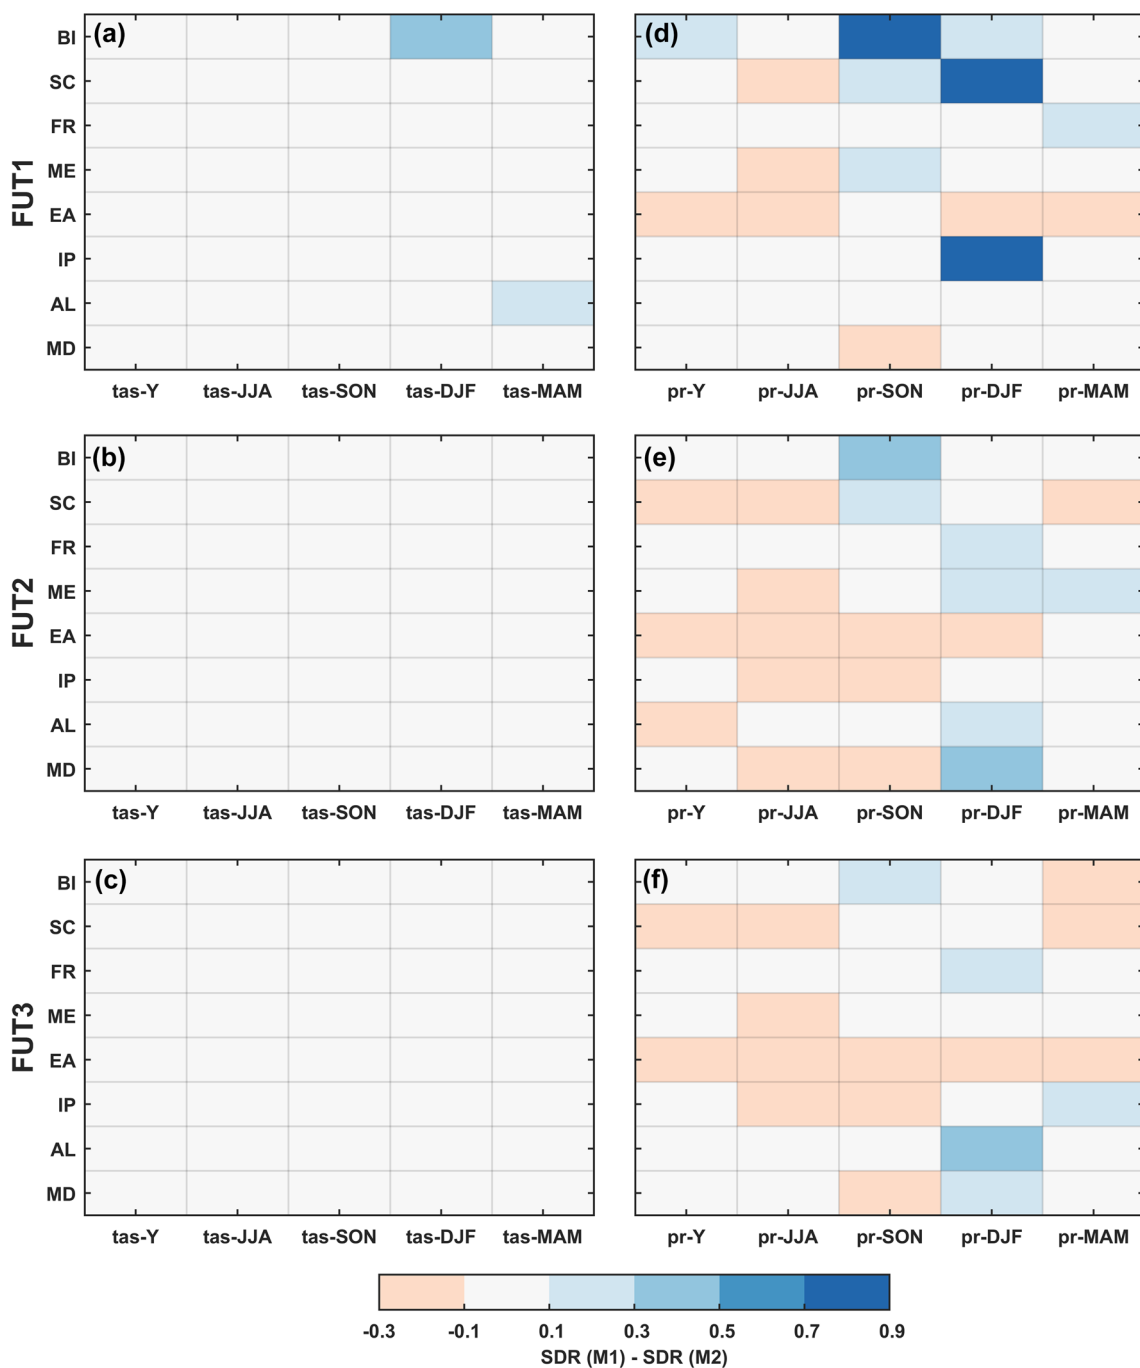 FUT1
(a)
(d)
BI
SC
FR
ME
EA
IP
AL
MD
tas-Y tas-JJA tas-SON tas-DJF tas-MAM
pr-Y pr-JJA pr-SON pr-DJF pr-MAM
FUT2
(b)
(e)
BI
SC
FR
ME
EA
IP
AL
MD
tas-Y tas-JJA tas-SON tas-DJF tas-MAM
pr-Y pr-JJA pr-SON pr-DJF pr-MAM
FUT3
(c)
(f)
BI
SC
FR
ME
EA
IP
AL
MD
tas-Y tas-JJA tas-SON tas-DJF tas-MAM
pr-Y pr-JJA pr-SON pr-DJF pr-MAM
-0.3 -0.1 0.1 0.3 0.5 0.7 0.9
SDR (M1) - SDR (M2)